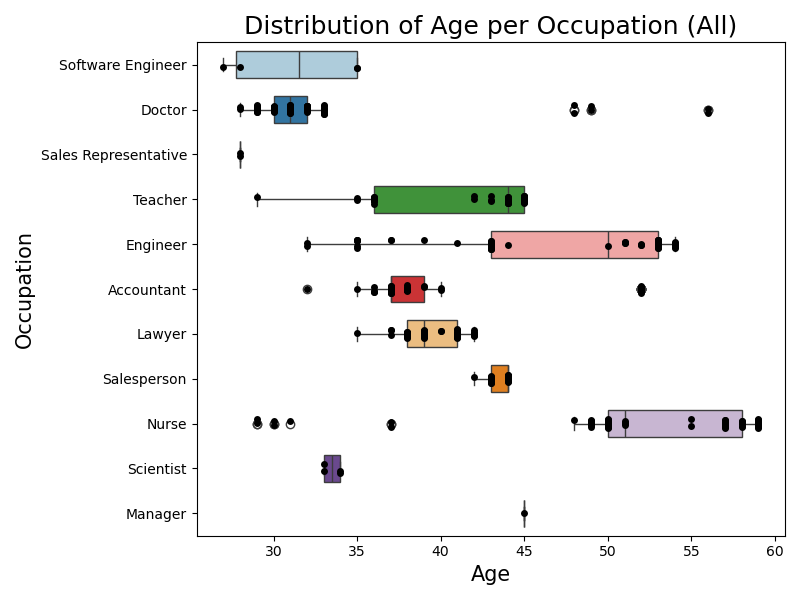 Distribution of Age per Occupation (All)
Software Engineer
Doctor
Sales Representative
Teacher
Engineer
Accountant
Lawyer
Salesperson
Nurse
Scientist
Manager
Occupation
30 35 40 45 50 55 60
Age